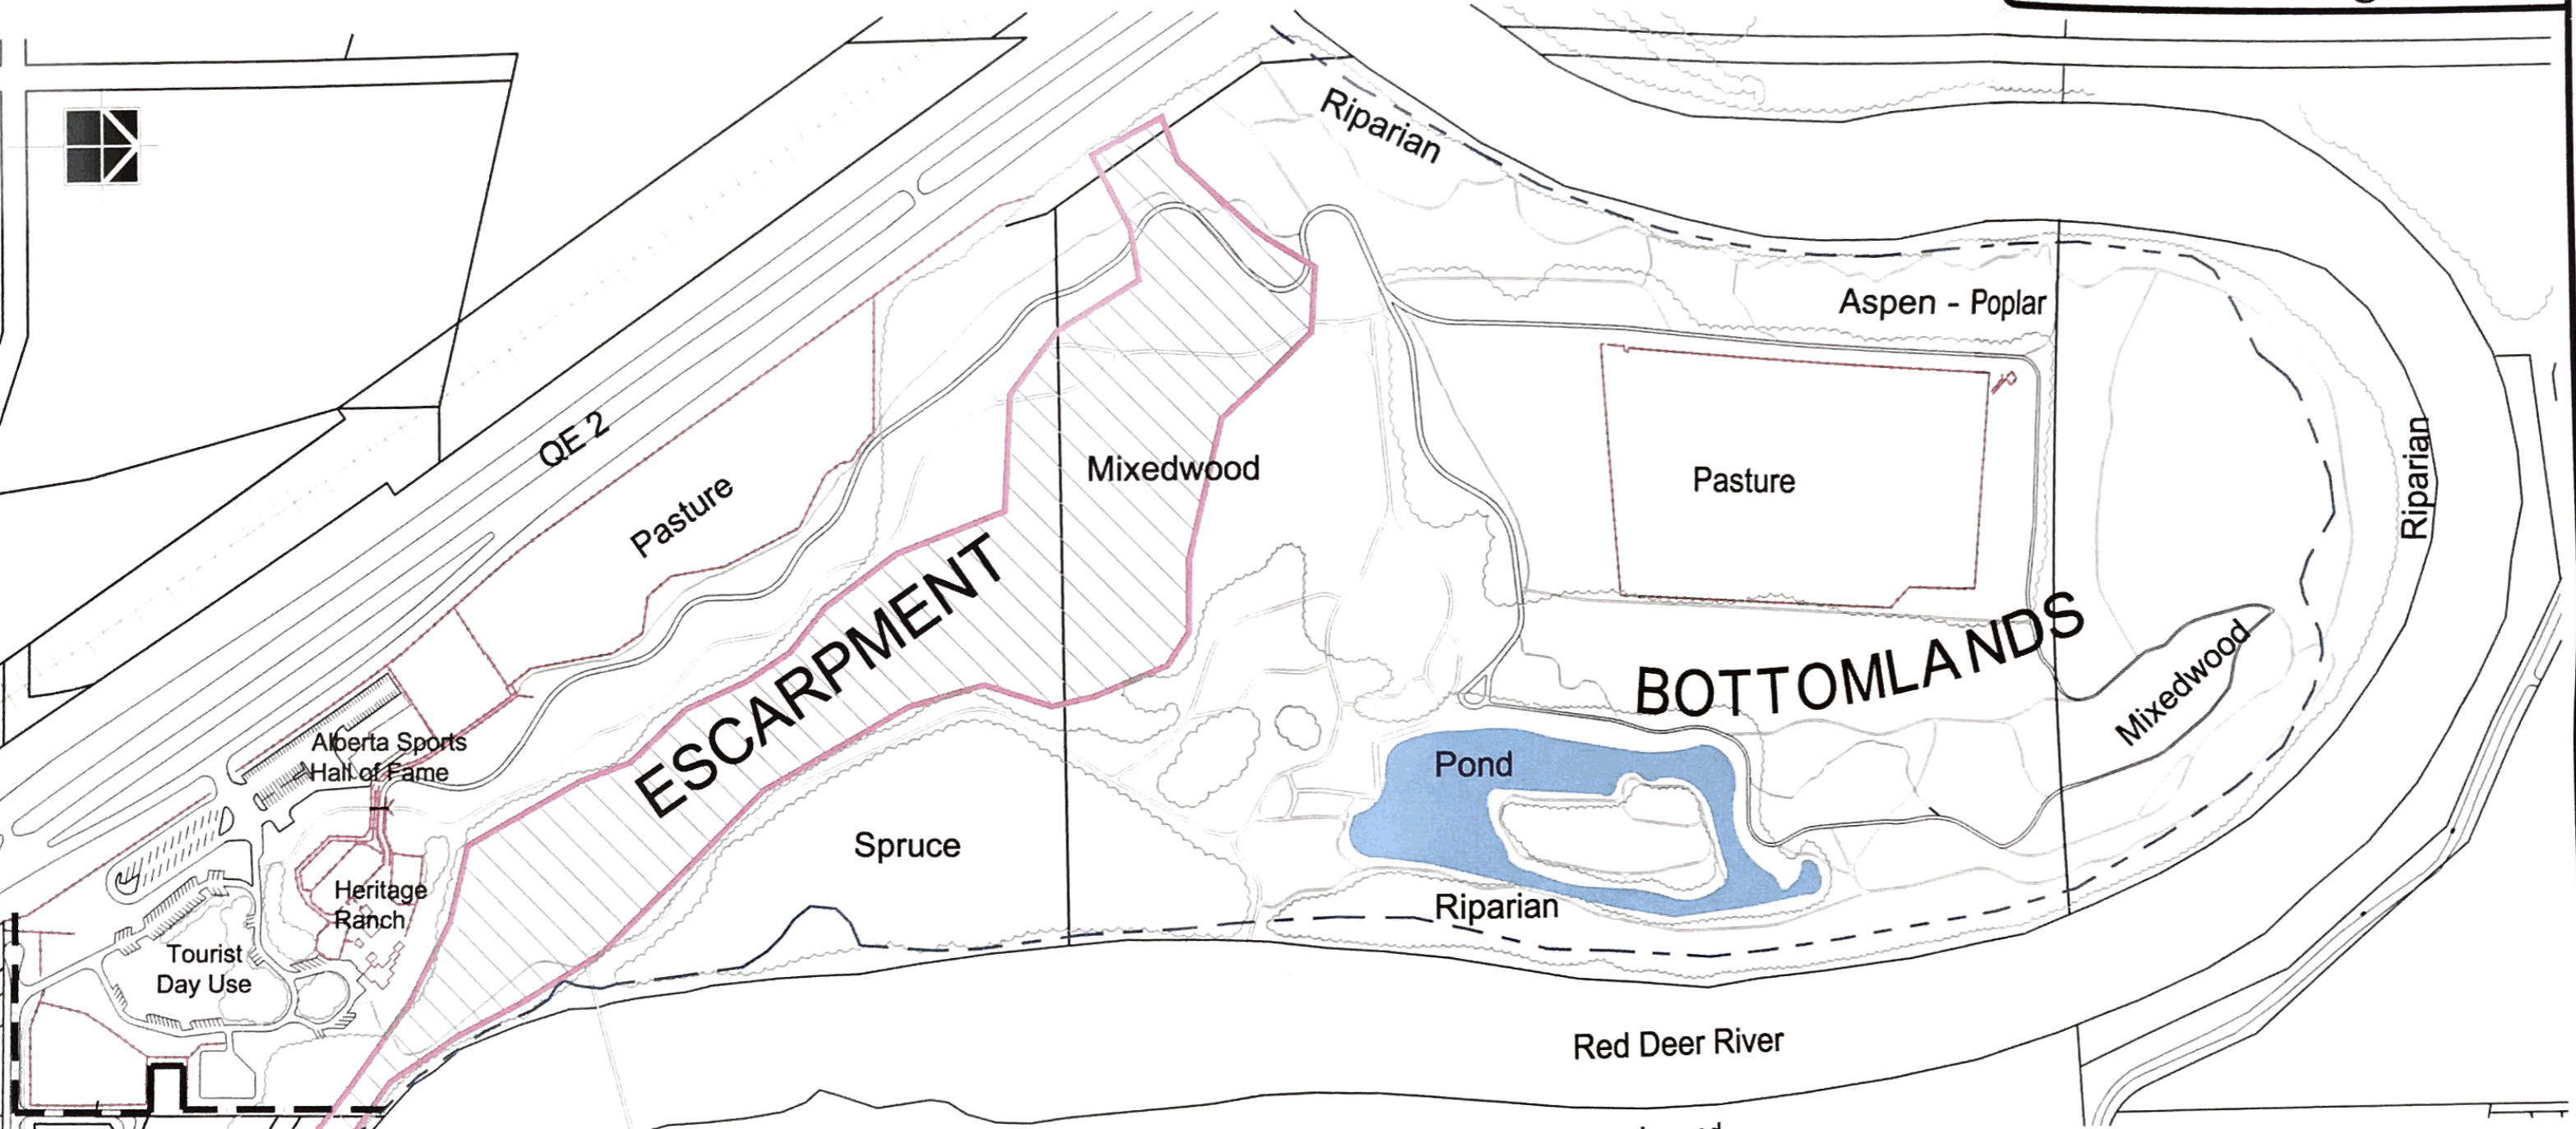 Riparian
Aspen - Poplar
QE 2
Mixedwood
Pasture
Pasture
Riparian
ESCARPMENT
BOTTOMLANDS
Mixedwood
Alberta Sports
Hall of Fame
Pond
Spruce
Heritage
Ranch
Riparian
Tourist
Day Use
Red Deer River